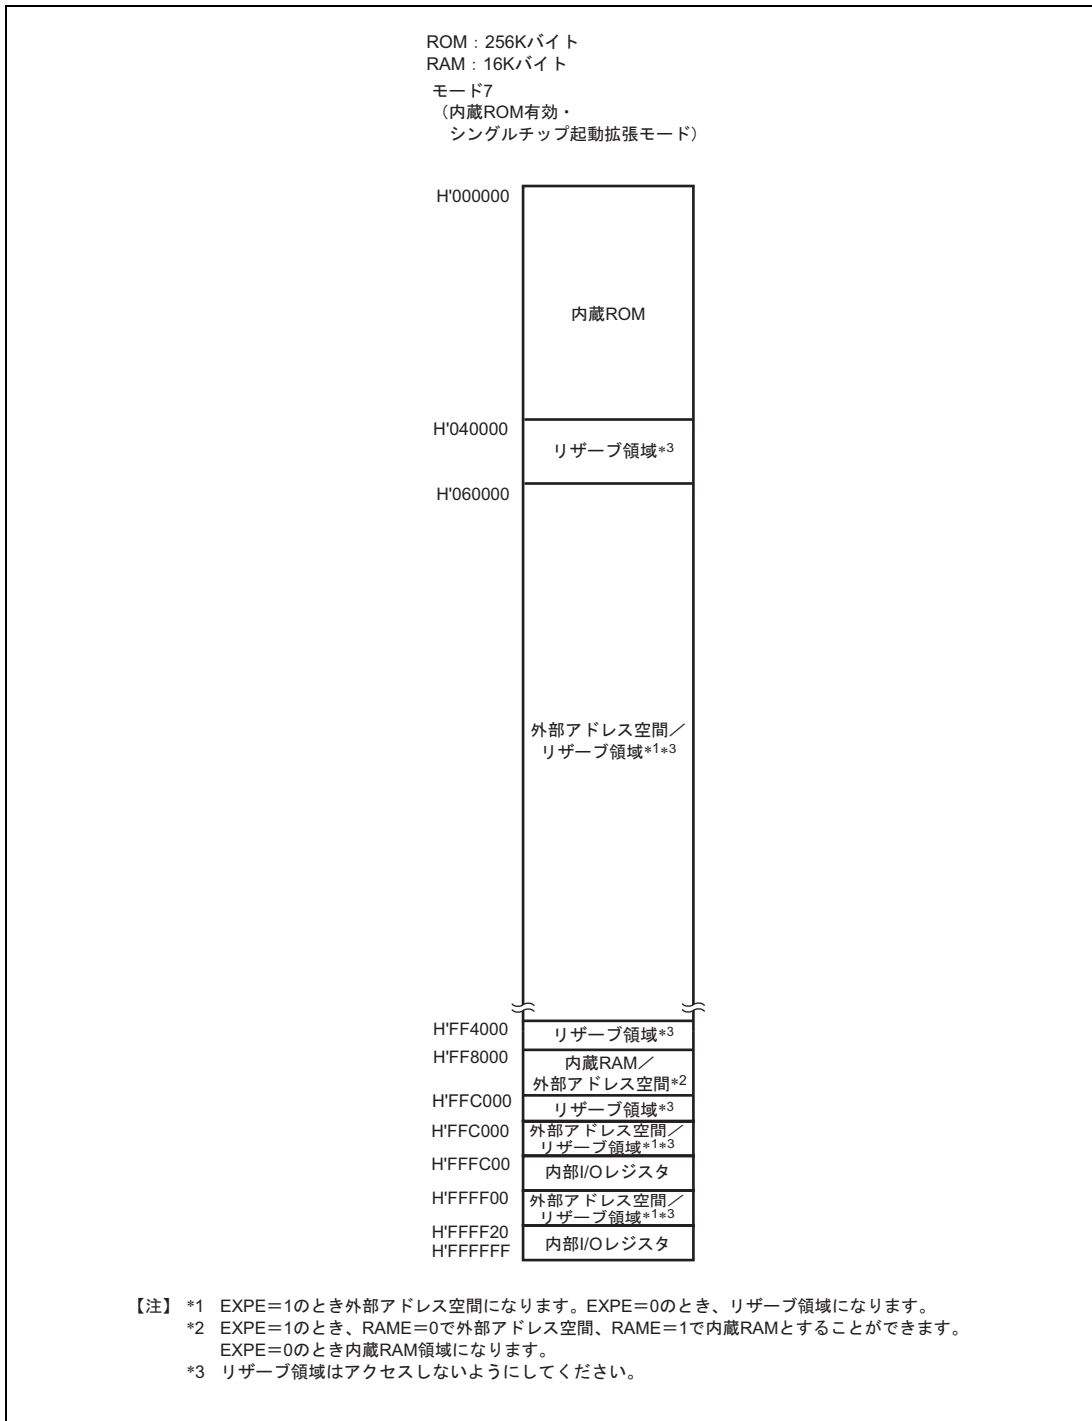 ROM：256Kバイト
RAM：16Kバイト
モード7
（内蔵ROM有効・
シングルチップ起動拡張モード）
H'000000
内蔵ROM
H'040000
リザーブ領域*3
H'060000
外部アドレス空間／
リザーブ領域*1*3
H'FF4000
リザーブ領域*3
H'FF8000
内蔵RAM／
外部アドレス空間*2
H'FFC000
リザーブ領域*3
H'FFC000
外部アドレス空間／
リザーブ領域*1*3
H'FFFC00
内部I/Oレジスタ
H'FFFF00
外部アドレス空間／
リザーブ領域*1*3
H'FFFF20
内部I/Oレジスタ
H'FFFFFF
【注】 *1 EXPE＝1のとき外部アドレス空間になります。EXPE＝0のとき、リザーブ領域になります。
*2 EXPE＝1のとき、RAME＝0で外部アドレス空間、RAME＝1で内蔵RAMとすることができます。
EXPE＝0のとき内蔵RAM領域になります。
*3 リザーブ領域はアクセスしないようにしてください。